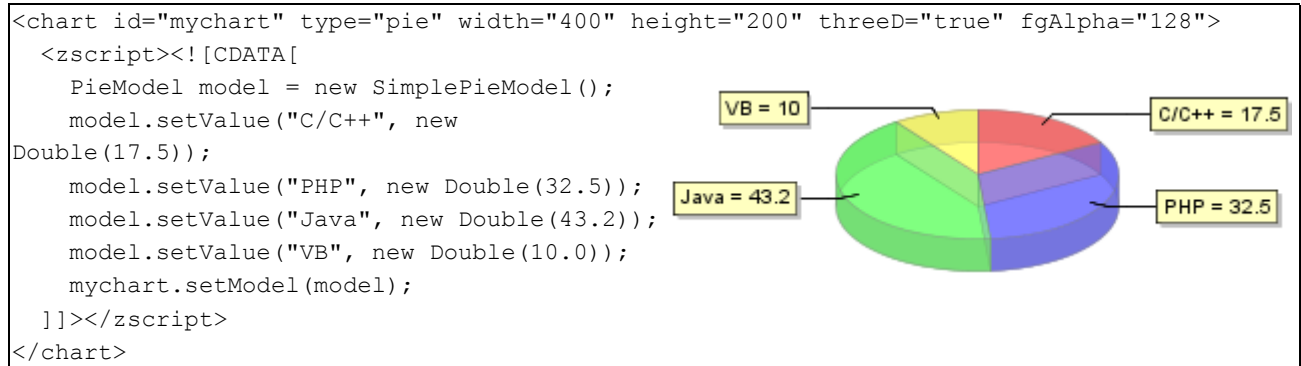 <chart id="mychart" type="pie" width="400" height="200" threeD="true" fgAlpha="128">
  <zscript><![CDATA[
    PieModel model = new SimplePieModel();
    model.setValue("C/C++", new
Double(17.5));
    model.setValue("PHP", new Double(32.5));
    model.setValue("Java", new Double(43.2));
    model.setValue("VB", new Double(10.0));
    mychart.setModel(model);
  ]]></zscript>
</chart>
VB = 10
C/C++ = 17.5
Java = 43.2
PHP = 32.5